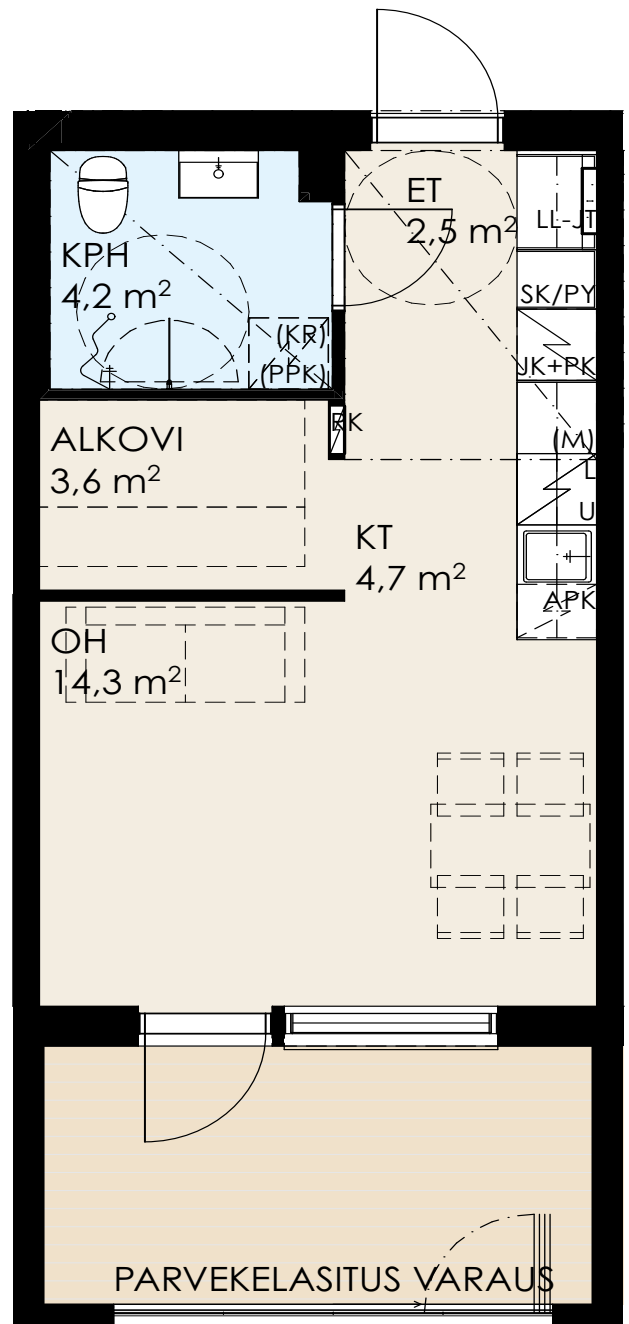 ET
2,5 m²
LL-JT
KPH
4,2 m²
SK/PY
(KR)
(PPK)
JK+PK
RK
ALKOVI
3,6 m²
(M)
L
U
KT
4,7 m²
APK
OH
14,3 m²
PARVEKELASITUS VARAUS